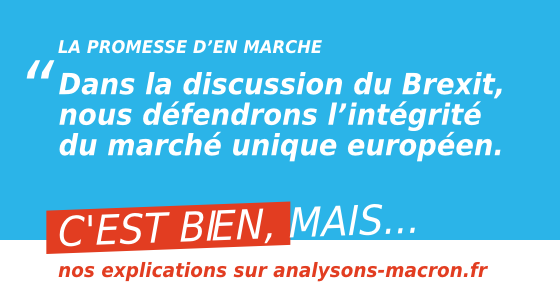 LA PROMESSE D’EN MARCHE
“ Dans la discussion du Brexit,
nous défendrons l’intégrité
du marché unique européen.
C'EST BIEN, MAIS...
nos explications sur analysons-macron.fr